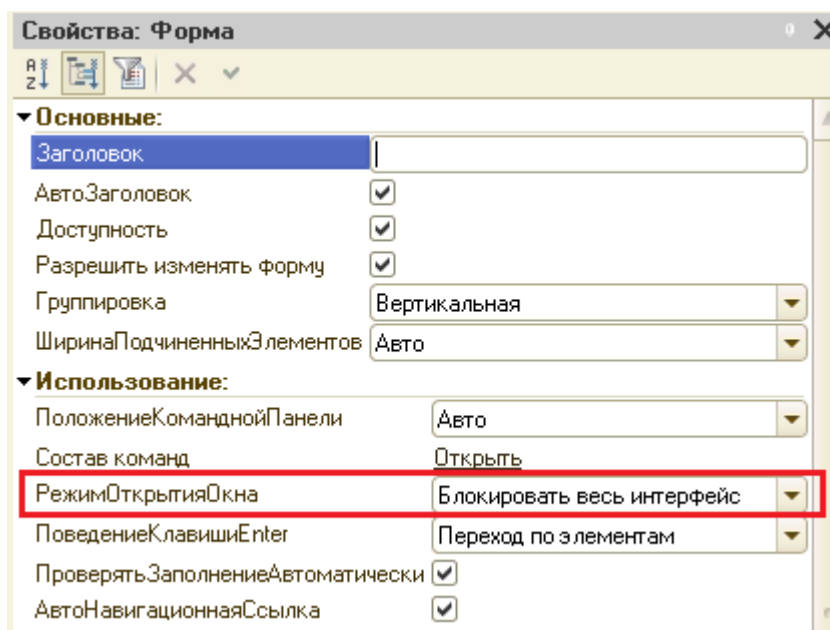 Свойства: Форма
Основные:
Заголовок
АвтоЗаголовок
Доступность
Разрешить изменять форму
Группировка Вертикальная
ШиринаПодчиненныхЭлементов Авто
Использование:
ПоложениеКоманднойПанели Авто
Состав команд Открыть
РежимОткрытияОкна Блокировать весь интерфейс
ПоведениеКлавишиEnter Переход по элементам
ПроверятьЗаполнениеАвтоматически
АвтоНавигационнаяСсылка